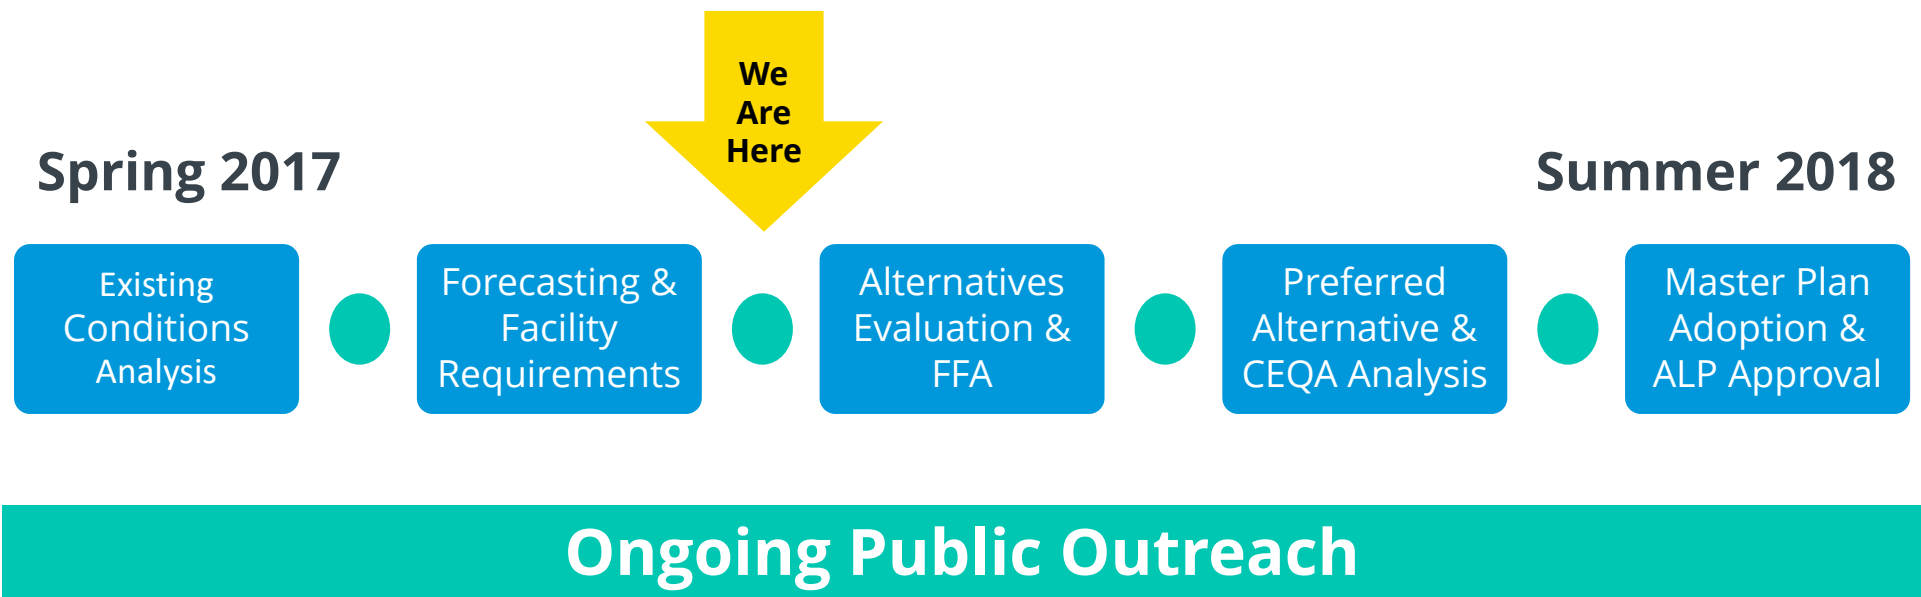 We
Are
Here
Spring 2017
Summer 2018
Existing
Conditions
Analysis
Forecasting &
Facility
Requirements
Alternatives
Evaluation &
FFA
Preferred
Alternative &
CEQA Analysis
Master Plan
Adoption &
ALP Approval
Ongoing Public Outreach